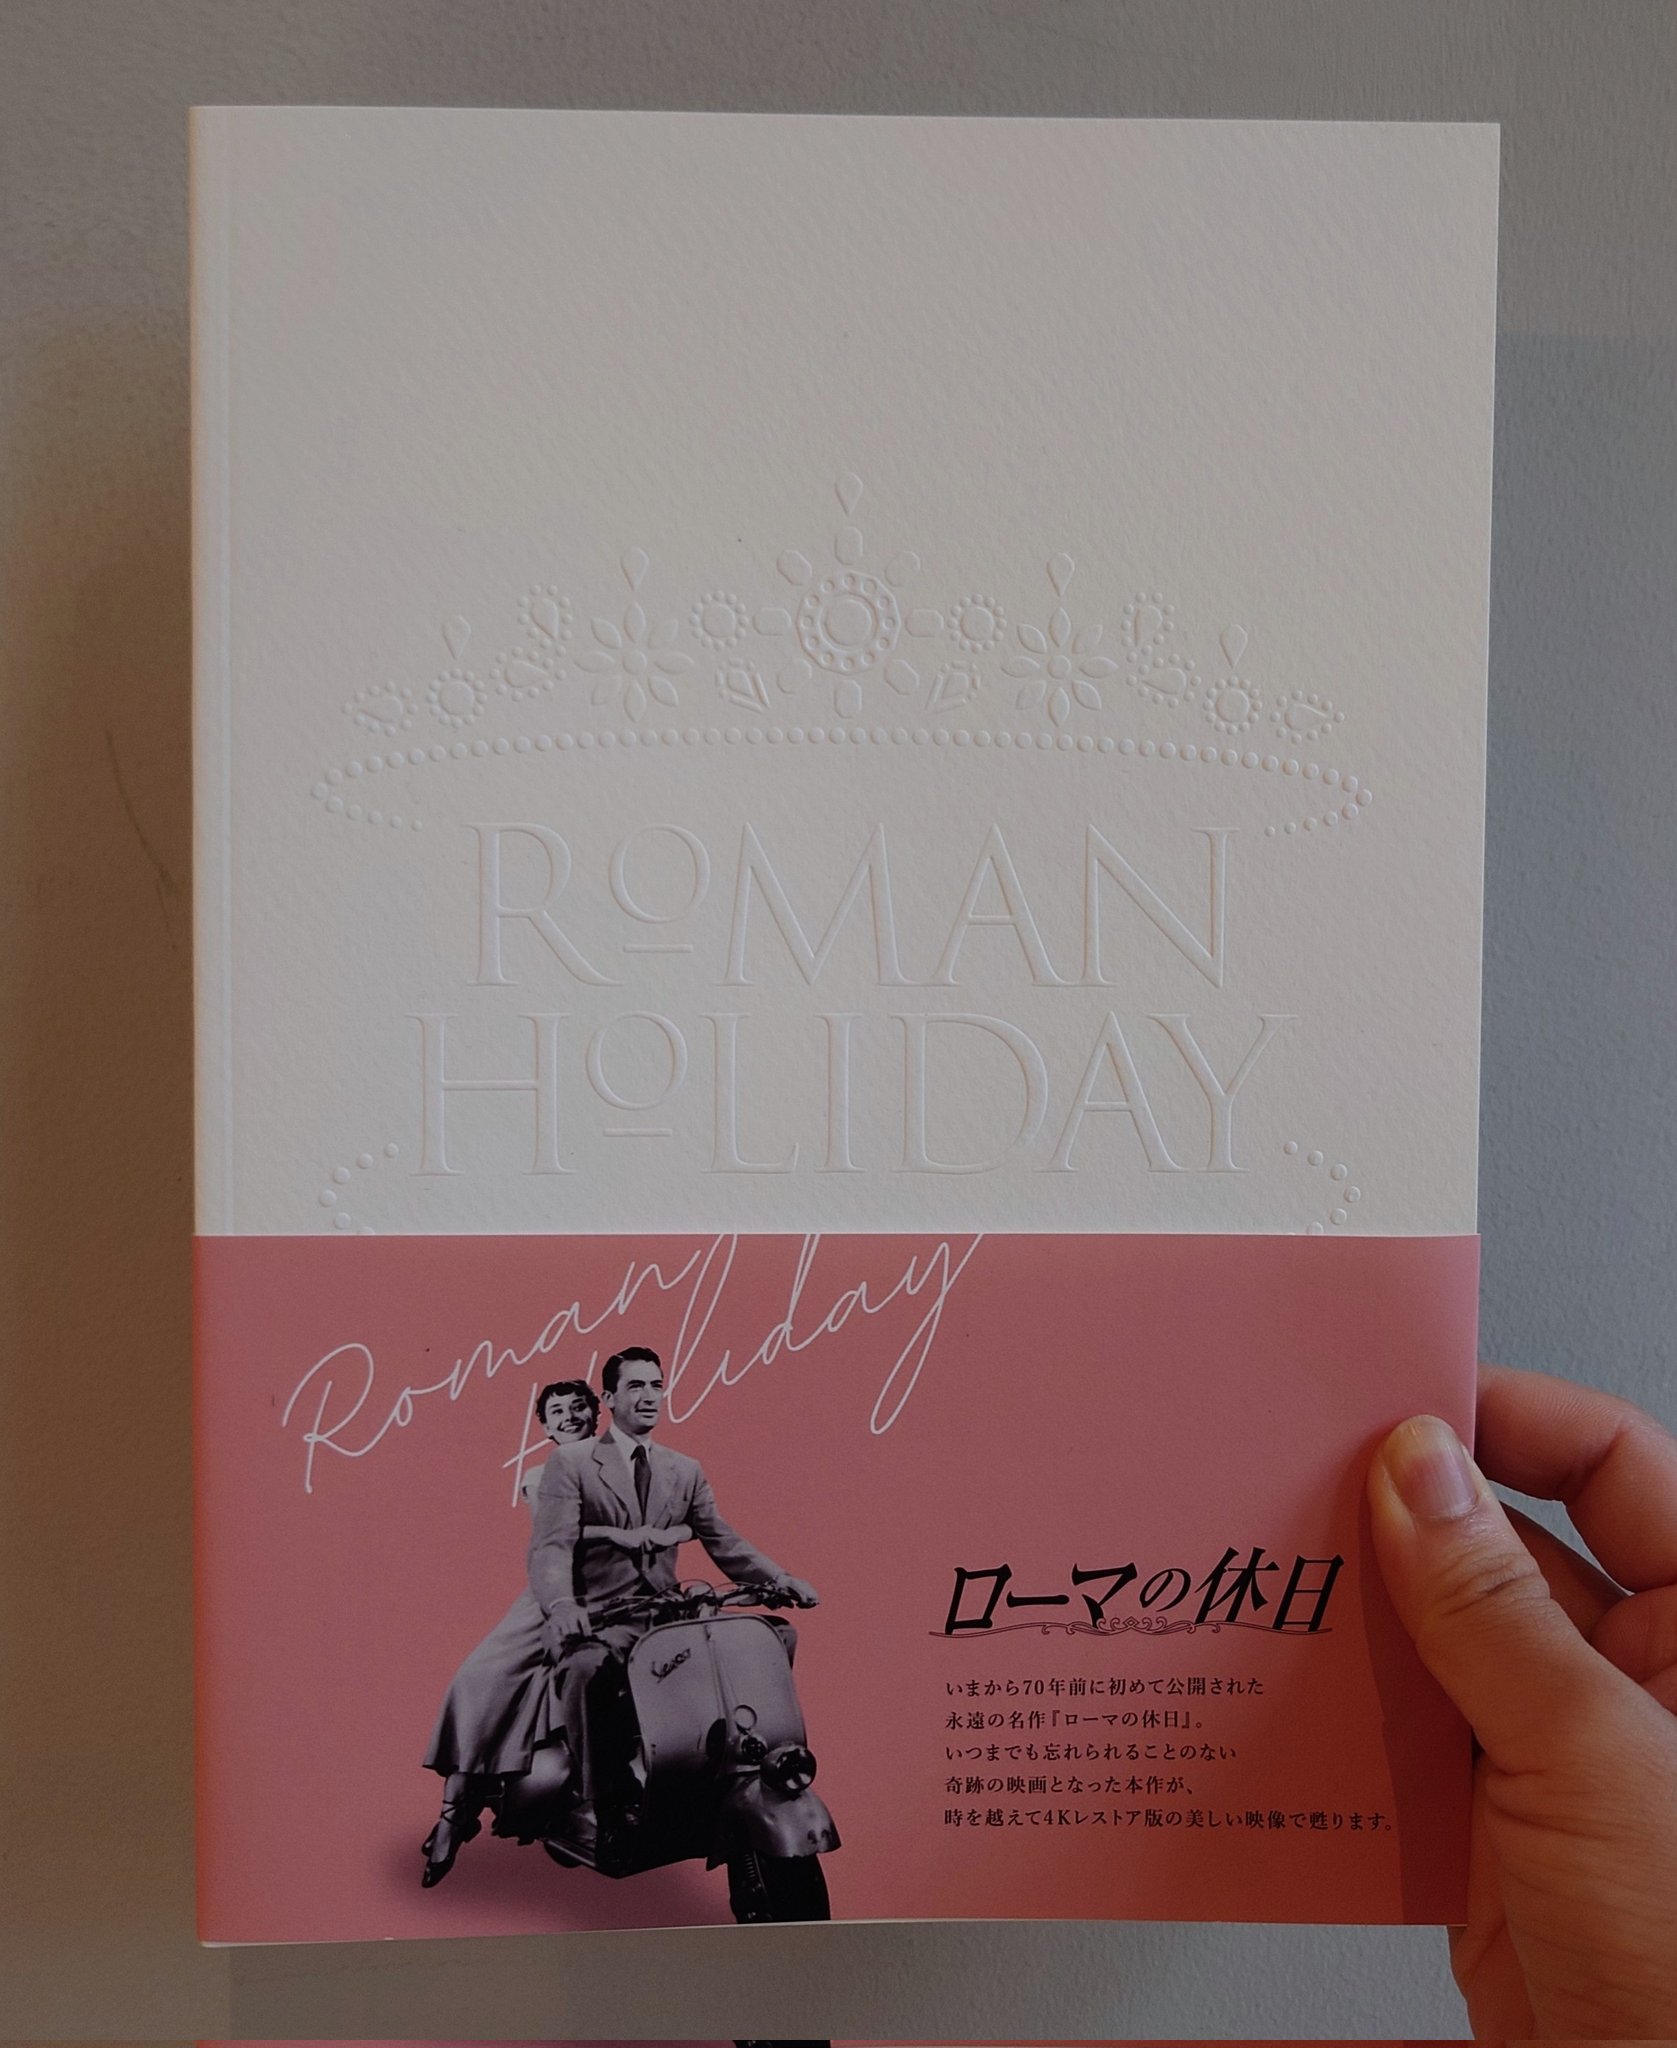 ROMAN
HOLIDAY
Roman
Holiday
Vespa
ローマの休日
いまから70年前に初めて公開された
永遠の名作『ローマの休日』。
いつまでも忘れられることのない
奇跡の映画となった本作が、
時を越えて4Kレストア版の美しい映像で甦ります。